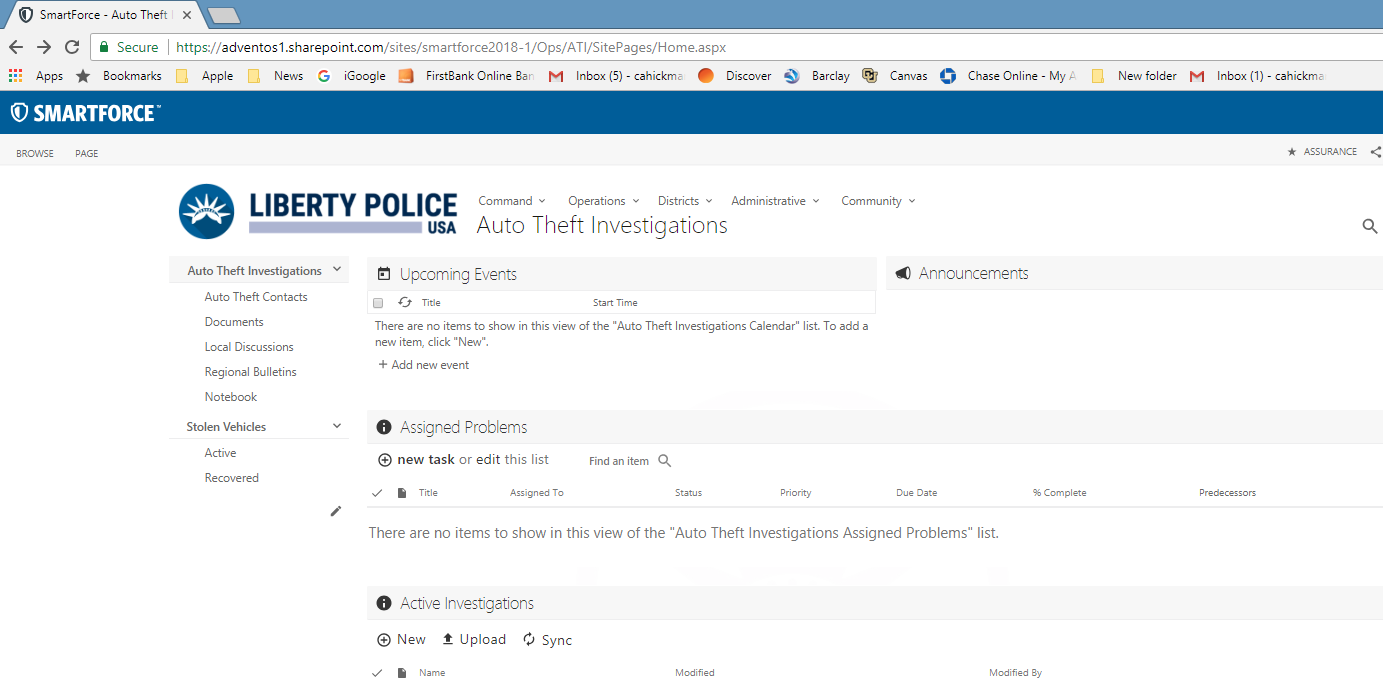 SmartForce - Auto Theft
Secure https://adventos1.sharepoint.com/sites/smartforce2018-1/Ops/ATI/SitePages/Home.aspx
Apps Bookmarks Apple News iGoogle FirstBank Online Ban Inbox (5) - cahickma Discover Barclay Canvas Chase Online - My A New folder Inbox (1) - cahickma
SMARTFORCE™
BROWSE PAGE ASSURANCE
LIBERTY POLICE
USA
Command Operations Districts Administrative Community
Auto Theft Investigations
Auto Theft Investigations
Auto Theft Contacts
Documents
Local Discussions
Regional Bulletins
Notebook
Stolen Vehicles
Active
Recovered
Upcoming Events
Title Start Time
There are no items to show in this view of the "Auto Theft Investigations Calendar" list. To add a
new item, click "New".
+ Add new event
Announcements
Assigned Problems
new task or edit this list Find an item
Title Assigned To Status Priority Due Date % Complete Predecessors
There are no items to show in this view of the "Auto Theft Investigations Assigned Problems" list.
Active Investigations
New Upload Sync
Name Modified Modified By